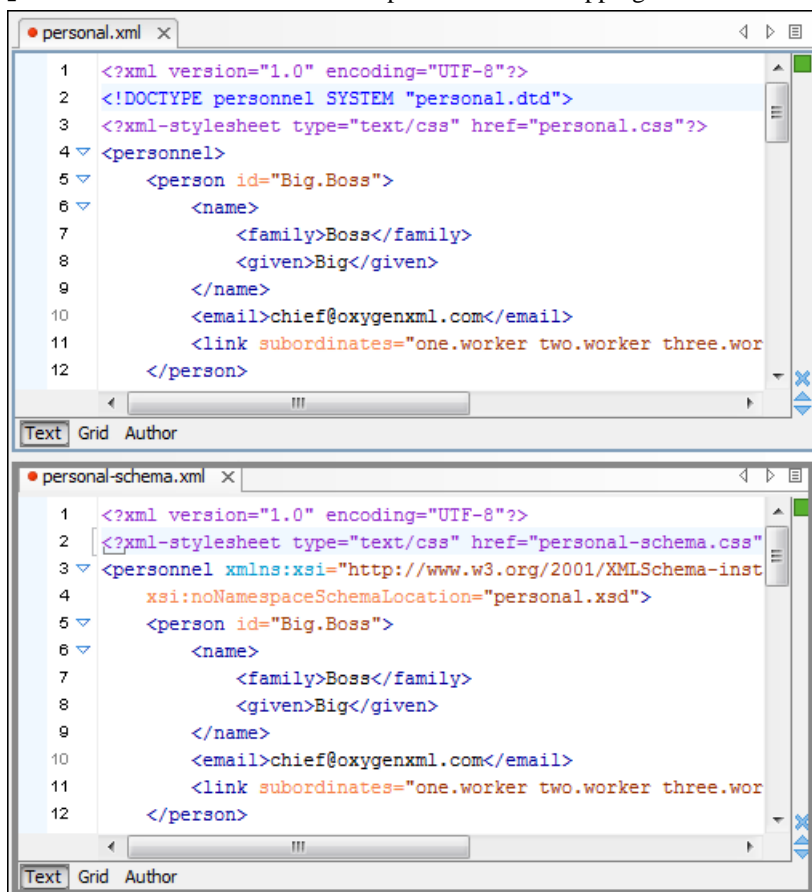 personal.xml
1 <?xml version="1.0" encoding="UTF-8"?>
2 <!DOCTYPE personnel SYSTEM "personal.dtd">
3 <?xml-stylesheet type="text/css" href="personal.css"?>
4 <personnel>
5 <person id="Big.Boss">
6 <name>
7 <family>Boss</family>
8 <given>Big</given>
9 </name>
10 <email>chief@oxygenxml.com</email>
11 <link subordinates="one.worker two.worker three.wor
12 </person>
Text Grid Author
personal-schema.xml
1 <?xml version="1.0" encoding="UTF-8"?>
2 <?xml-stylesheet type="text/css" href="personal-schema.css"
3 <personnel xmlns:xsi="http://www.w3.org/2001/XMLSchema-inst
4 xsi:noNamespaceSchemaLocation="personal.xsd">
5 <person id="Big.Boss">
6 <name>
7 <family>Boss</family>
8 <given>Big</given>
9 </name>
10 <email>chief@oxygenxml.com</email>
11 <link subordinates="one.worker two.worker three.wor
12 </person>
Text Grid Author